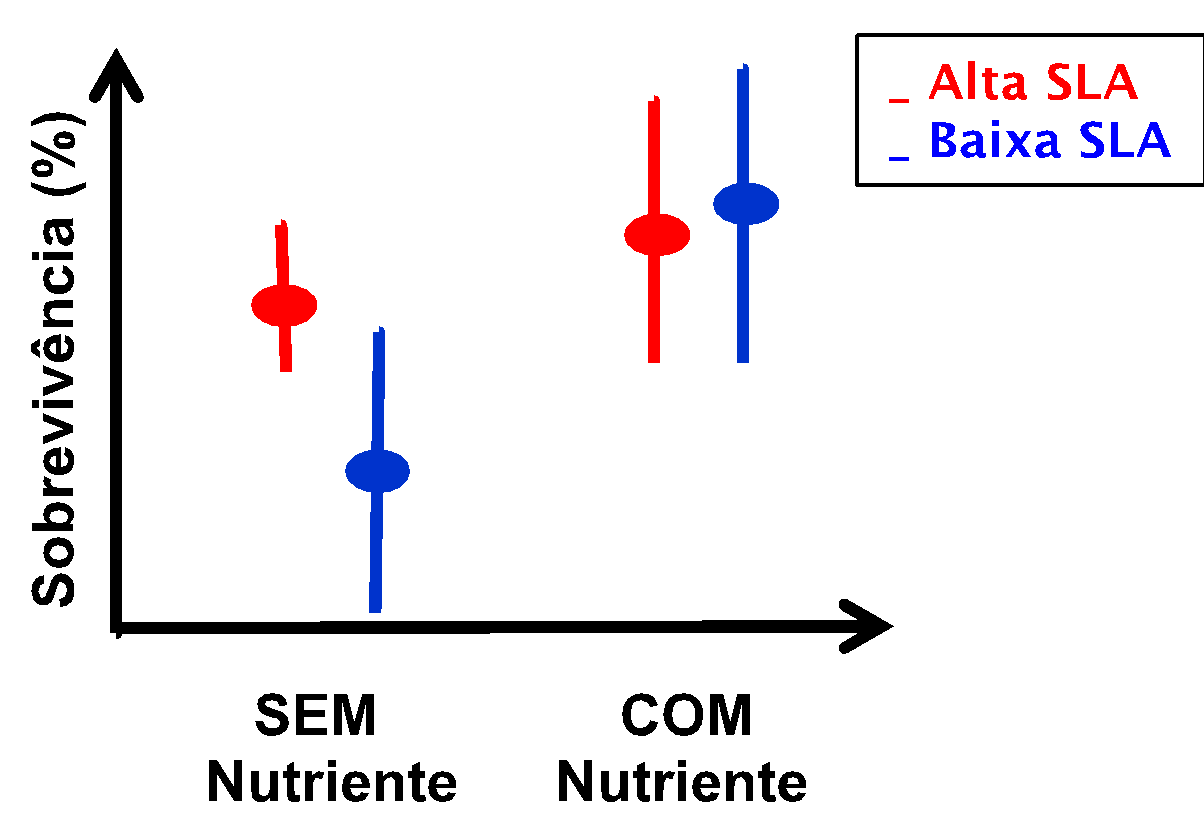 _ Alta SLA
_ Baixa SLA
Sobrevivência (%)
SEM
Nutriente
COM
Nutriente